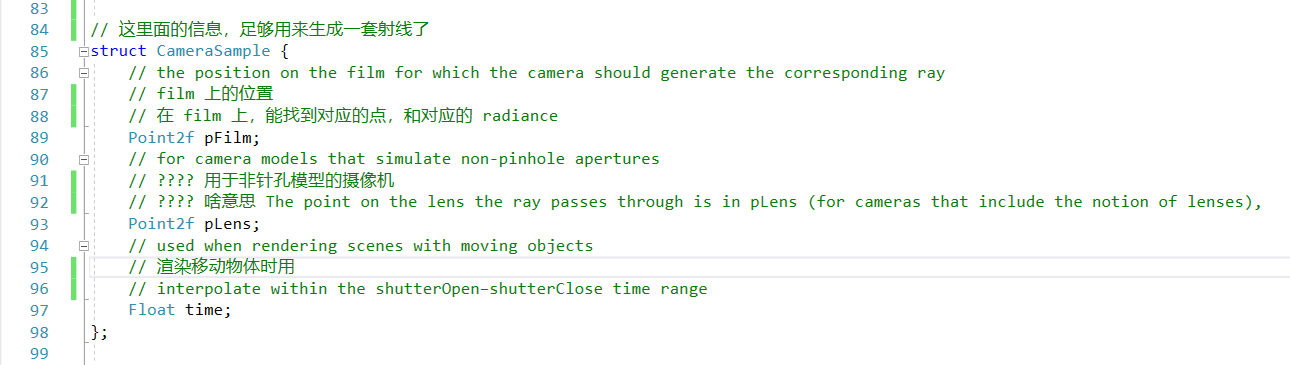 83
84 // 这里面的信息，足够用来生成一套射线了
85 struct CameraSample {
86 // the position on the film for which the camera should generate the corresponding ray
87 // film 上的位置
88 // 在 film 上，能找到对应的点，和对应的 radiance
89 Point2f pFilm;
90 // for camera models that simulate non-pinhole apertures
91 // ???? 用于非针孔模型的摄像机
92 // ???? 啥意思 The point on the lens the ray passes through is in pLens (for cameras that include the notion of lenses),
93 Point2f pLens;
94 // used when rendering scenes with moving objects
95 // 渲染移动物体时用
96 // interpolate within the shutterOpen–shutterClose time range
97 Float time;
98 };
99